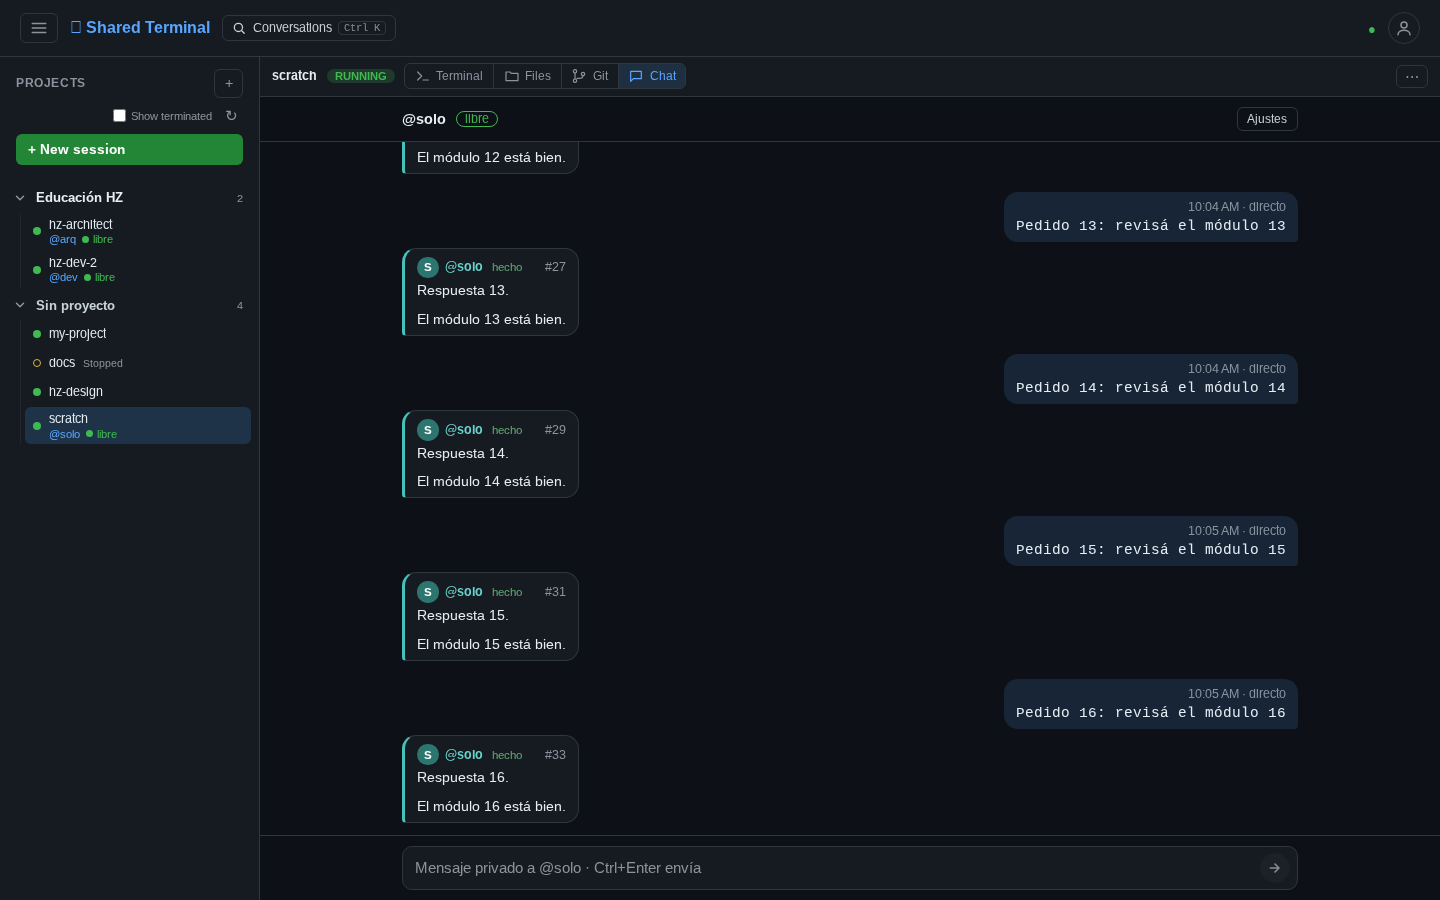 Shared Terminal
Conversations Ctrl K
PROJECTS
+
Show terminated ↻
+ New session
Educación HZ 2
hz-architect
@arq libre
hz-dev-2
@dev libre
Sin proyecto 4
my-project
docs Stopped
hz-design
scratch
@solo libre
scratch RUNNING Terminal Files Git Chat ···
@solo libre Ajustes
El módulo 12 está bien.
10:04 AM · directo
Pedido 13: revisá el módulo 13
S @solo hecho #27
Respuesta 13.
El módulo 13 está bien.
10:04 AM · directo
Pedido 14: revisá el módulo 14
S @solo hecho #29
Respuesta 14.
El módulo 14 está bien.
10:05 AM · directo
Pedido 15: revisá el módulo 15
S @solo hecho #31
Respuesta 15.
El módulo 15 está bien.
10:05 AM · directo
Pedido 16: revisá el módulo 16
S @solo hecho #33
Respuesta 16.
El módulo 16 está bien.
Mensaje privado a @solo · Ctrl+Enter envía